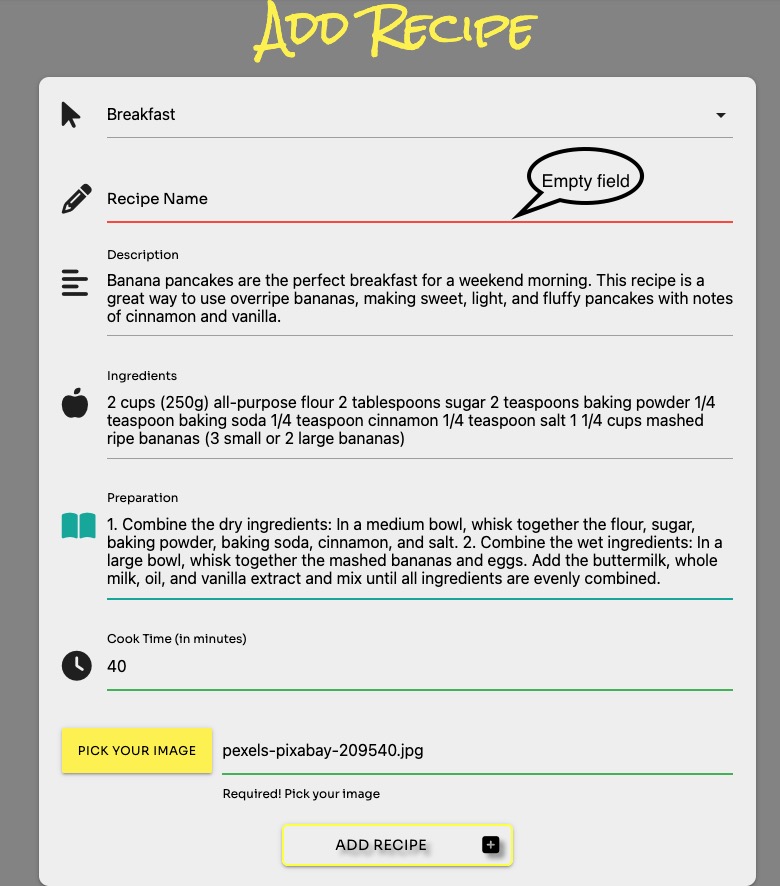 Add Recipe
Breakfast
Empty field
Recipe Name
Description
Banana pancakes are the perfect breakfast for a weekend morning. This recipe is a
great way to use overripe bananas, making sweet, light, and fluffy pancakes with notes
of cinnamon and vanilla.
Ingredients
2 cups (250g) all-purpose flour 2 tablespoons sugar 2 teaspoons baking powder 1/4
teaspoon baking soda 1/4 teaspoon cinnamon 1/4 teaspoon salt 1 1/4 cups mashed
ripe bananas (3 small or 2 large bananas)
Preparation
1. Combine the dry ingredients: In a medium bowl, whisk together the flour, sugar,
baking powder, baking soda, cinnamon, and salt. 2. Combine the wet ingredients: In a
large bowl, whisk together the mashed bananas and eggs. Add the buttermilk, whole
milk, oil, and vanilla extract and mix until all ingredients are evenly combined.
Cook Time (in minutes)
40
PICK YOUR IMAGE pexels-pixabay-209540.jpg
Required! Pick your image
ADD RECIPE